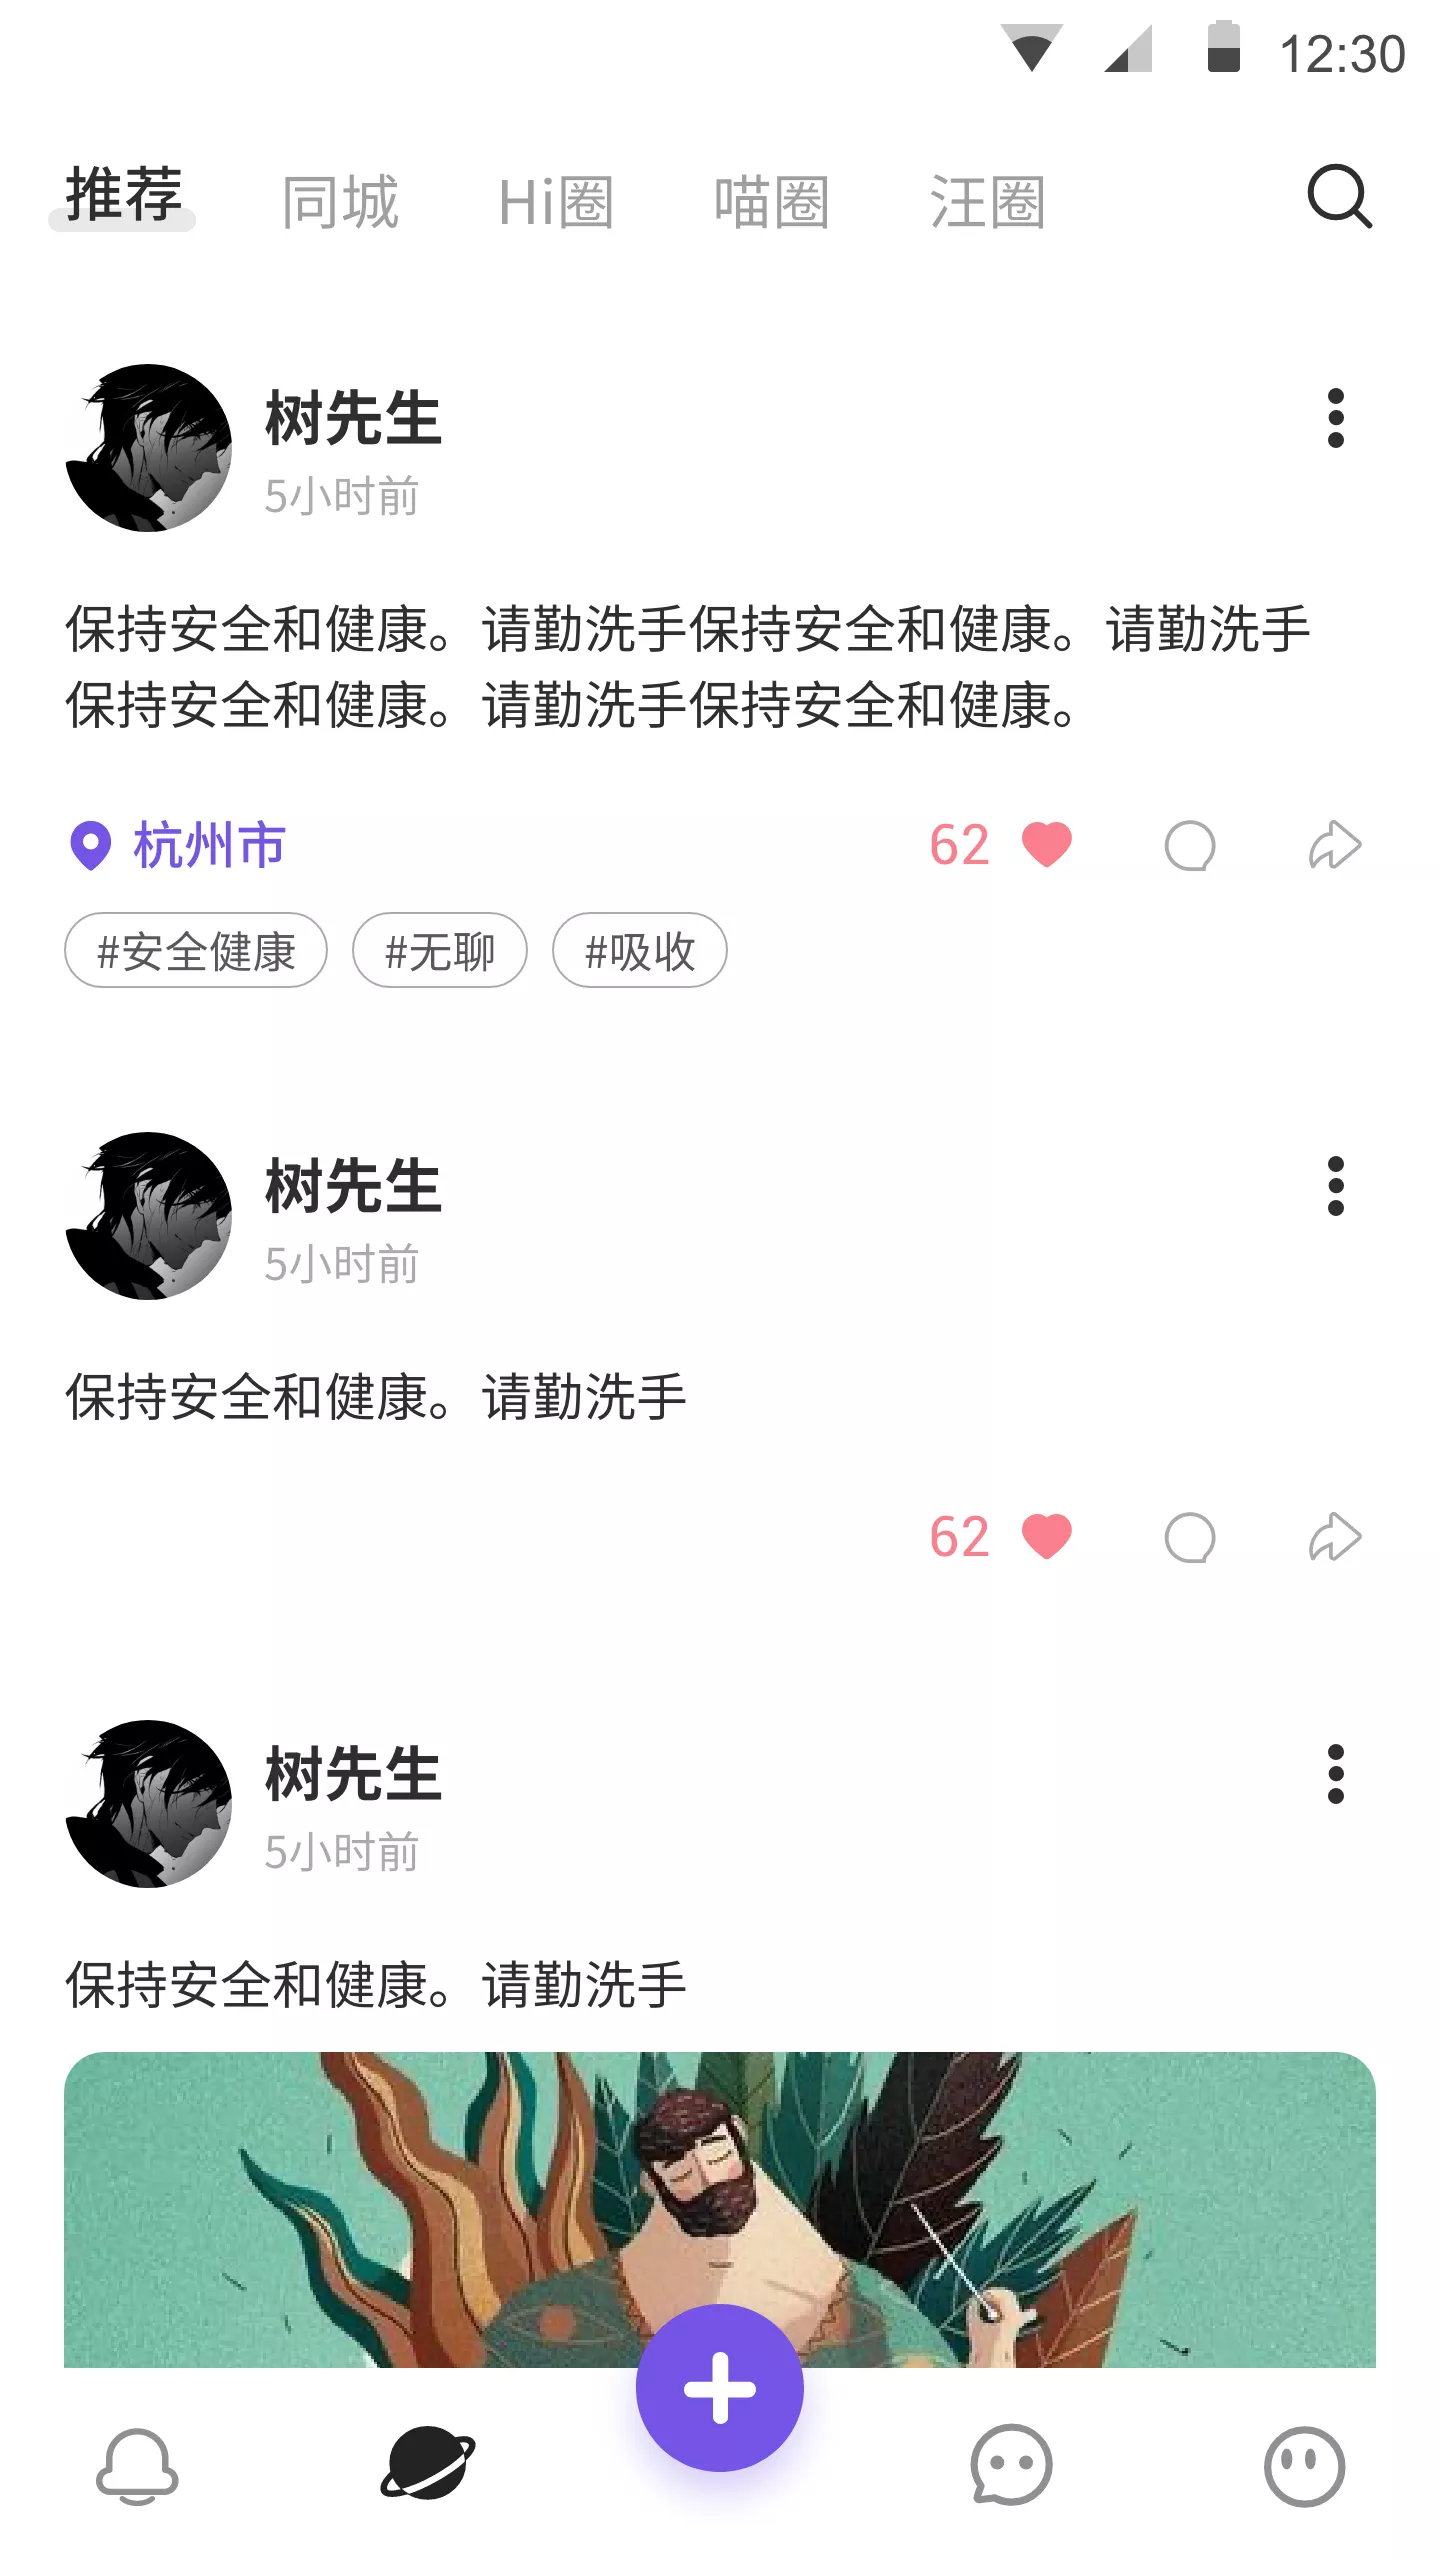 12:30
推荐 同城 Hi圈 喵圈 汪圈
树先生
5小时前
保持安全和健康。请勤洗手保持安全和健康。请勤洗手
保持安全和健康。请勤洗手保持安全和健康。
杭州市 62
#安全健康 #无聊 #吸收
树先生
5小时前
保持安全和健康。请勤洗手
62
树先生
5小时前
保持安全和健康。请勤洗手